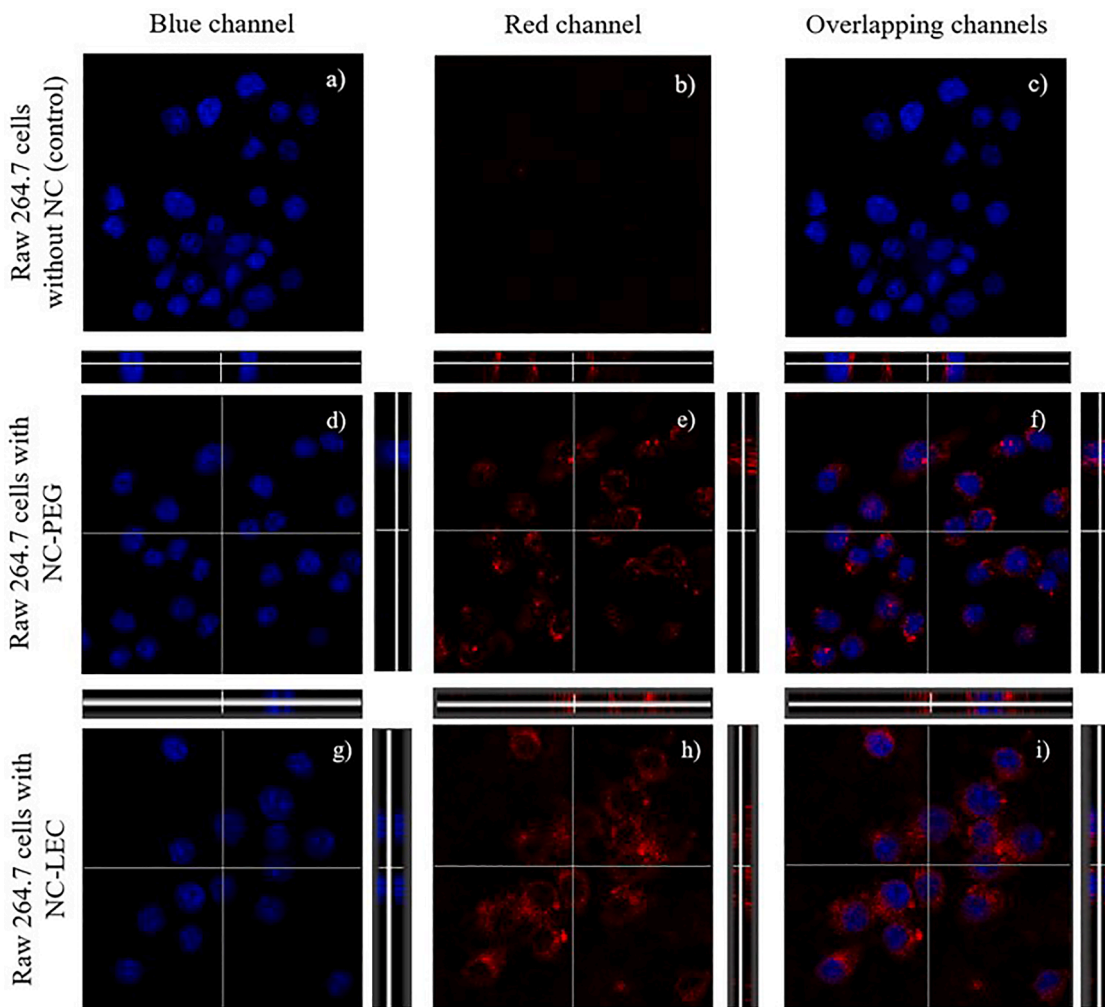 Blue channel
Red channel
Overlapping channels
Raw 264.7 cells
without NC (control)
a)
b)
c)
Raw 264.7 cells with
NC-PEG
d)
e)
f)
Raw 264.7 cells with
NC-LEC
g)
h)
i)